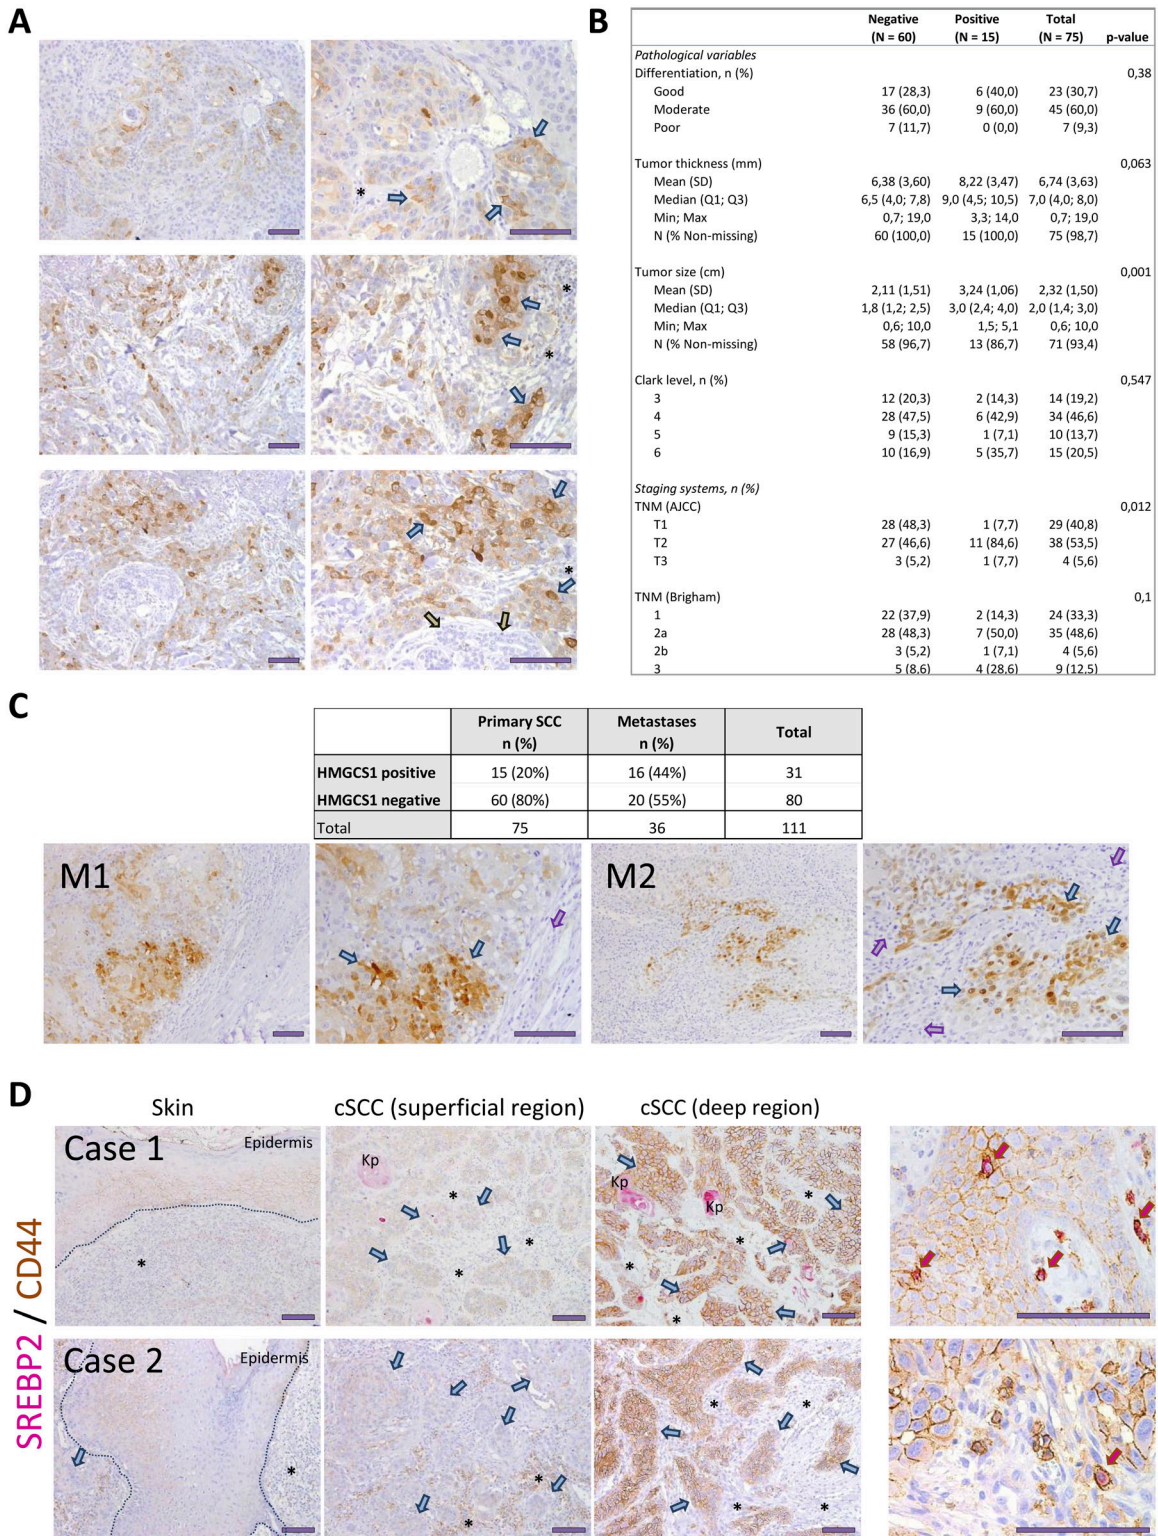 A
B
Negative Positive Total
(N = 60) (N = 15) (N = 75) p-value
Pathological variables
Differentiation, n (%) 0,38
Good 17 (28,3) 6 (40,0) 23 (30,7)
Moderate 36 (60,0) 9 (60,0) 45 (60,0)
Poor 7 (11,7) 0 (0,0) 7 (9,3)
Tumor thickness (mm) 0,063
Mean (SD) 6,38 (3,60) 8,22 (3,47) 6,74 (3,63)
Median (Q1; Q3) 6,5 (4,0; 7,8) 9,0 (4,5; 10,5) 7,0 (4,0; 8,0)
Min; Max 0,7; 19,0 3,3; 14,0 0,7; 19,0
N (% Non-missing) 60 (100,0) 15 (100,0) 75 (98,7)
Tumor size (cm) 0,001
Mean (SD) 2,11 (1,51) 3,24 (1,06) 2,32 (1,50)
Median (Q1; Q3) 1,8 (1,2; 2,5) 3,0 (2,4; 4,0) 2,0 (1,4; 3,0)
Min; Max 0,6; 10,0 1,5; 5,1 0,6; 10,0
N (% Non-missing) 58 (96,7) 13 (86,7) 71 (93,4)
Clark level, n (%) 0,547
3 12 (20,3) 2 (14,3) 14 (19,2)
4 28 (47,5) 6 (42,9) 34 (46,6)
5 9 (15,3) 1 (7,1) 10 (13,7)
6 10 (16,9) 5 (35,7) 15 (20,5)
Staging systems, n (%)
TNM (AJCC) 0,012
T1 28 (48,3) 1 (7,7) 29 (40,8)
T2 27 (46,6) 11 (84,6) 38 (53,5)
T3 3 (5,2) 1 (7,7) 4 (5,6)
TNM (Brigham) 0,1
1 22 (37,9) 2 (14,3) 24 (33,3)
2a 28 (48,3) 7 (50,0) 35 (48,6)
2b 3 (5,2) 1 (7,1) 4 (5,6)
3 5 (8,6) 4 (28,6) 9 (12,5)
C
Primary SCC Metastases Total
n (%) n (%)
HMGCS1 positive 15 (20%) 16 (44%) 31
HMGCS1 negative 60 (80%) 20 (55%) 80
Total 75 36 111
M1
M2
D
Skin
cSCC (superficial region)
cSCC (deep region)
SREBP2 / CD44
Case 1
Epidermis
Kp
Kp
Kp
Case 2
Epidermis